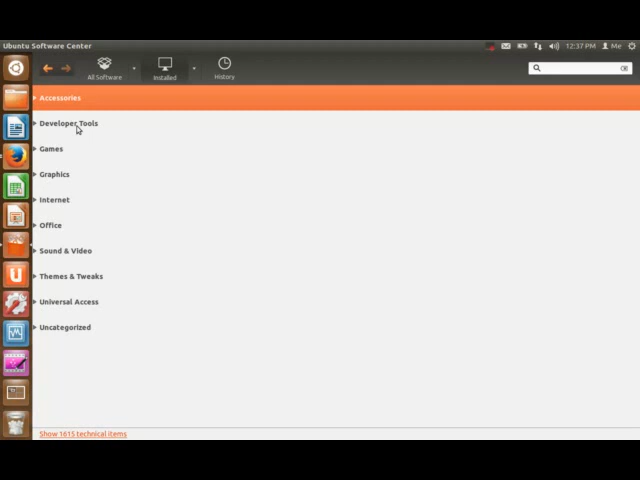 Ubuntu Software Center
12:37 PM
Me
All Software
Installed
History
Accessories
Developer Tools
Games
Graphics
Internet
Office
Sound & Video
Themes & Tweaks
Universal Access
Uncategorized
Show 1615 technical items